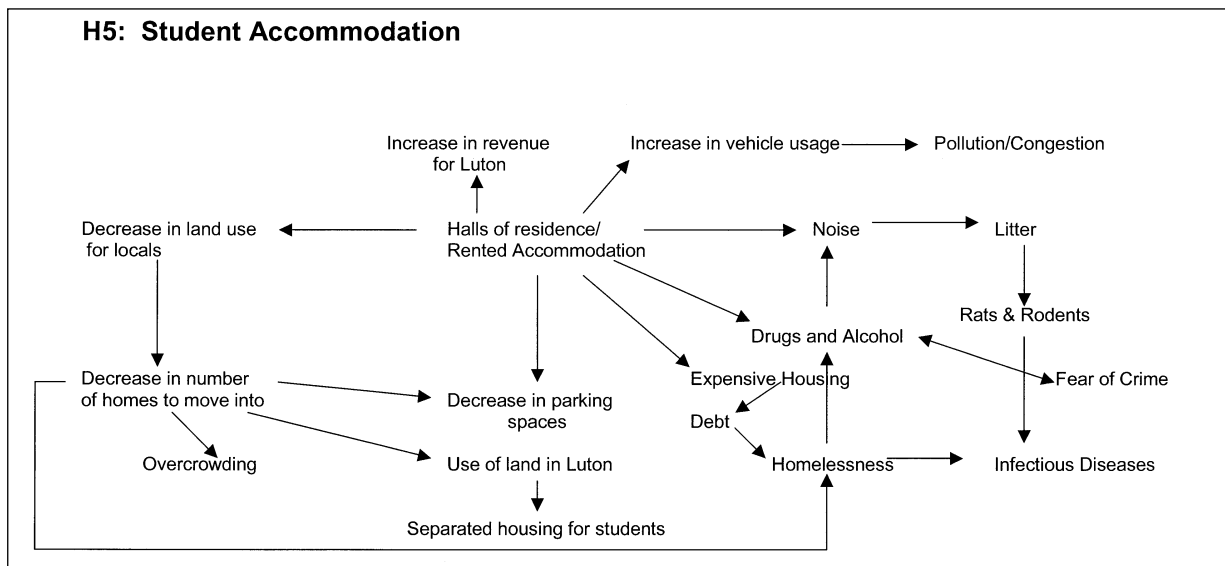 H5: Student Accommodation
Increase in revenue
for Luton
Increase in vehicle usage
Pollution/Congestion
Decrease in land use
for locals
Halls of residence/
Rented Accommodation
Noise
Litter
Rats & Rodents
Drugs and Alcohol
Decrease in number
of homes to move into
Expensive Housing
Fear of Crime
Decrease in parking
spaces
Debt
Overcrowding
Use of land in Luton
Homelessness
Infectious Diseases
Separated housing for students